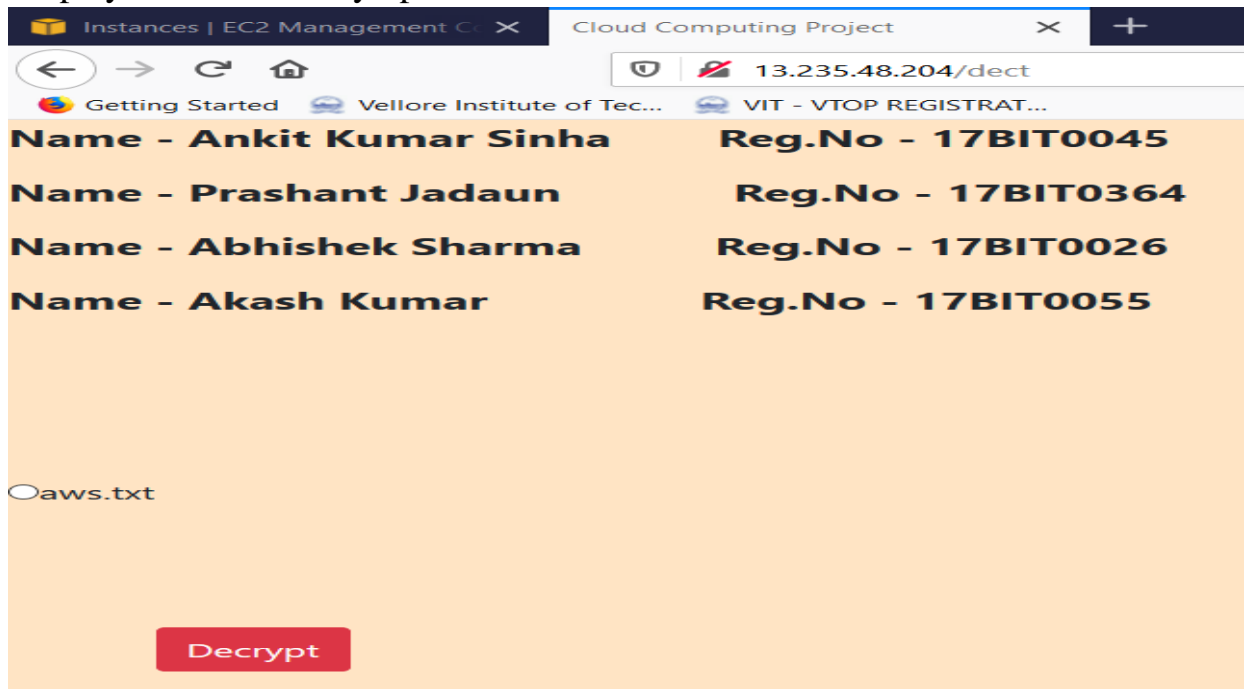 Instances | EC2 Management C
Cloud Computing Project
13.235.48.204/dect
Getting Started Vellore Institute of Tec... VIT - VTOP REGISTRAT...
Name - Ankit Kumar Sinha Reg.No - 17BIT0045
Name - Prashant Jadaun Reg.No - 17BIT0364
Name - Abhishek Sharma Reg.No - 17BIT0026
Name - Akash Kumar Reg.No - 17BIT0055
aws.txt
Decrypt